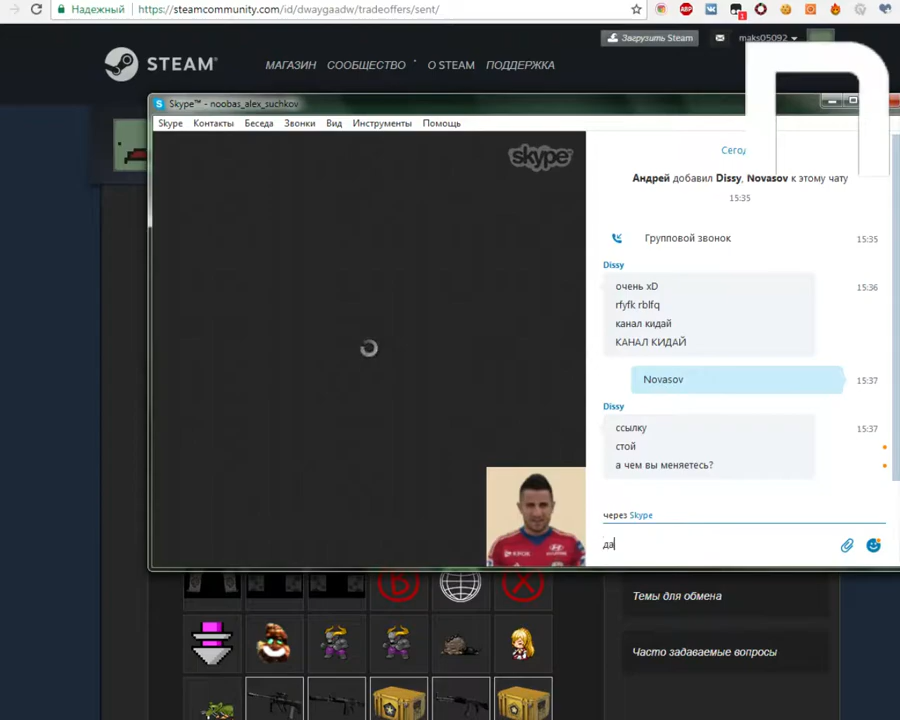 Надежный
https://steamcommunity.com/id/dwaygaadw/tradeoffers/sent/
ABP
1
G
Загрузить Steam
maks05092
STEAM
МАГАЗИН СООБЩЕСТВО О STEAM ПОДДЕРЖКА
Skype™ - noobas_alex_suchkov
Skype Контакты Беседа Звонки Вид Инструменты Помощь
skype
Сегод
Андрей добавил Dissy, Novasov к этому чату
15:35
Групповой звонок
15:35
Dissy
очень xD
15:36
rfyfk rblfq
канал кидай
КАНАЛ КИДАЙ
Novasov
15:37
Dissy
ссылку
15:37
стой
а чем вы меняетесь?
через Skype
да
Темы для обмена
Часто задаваемые вопросы